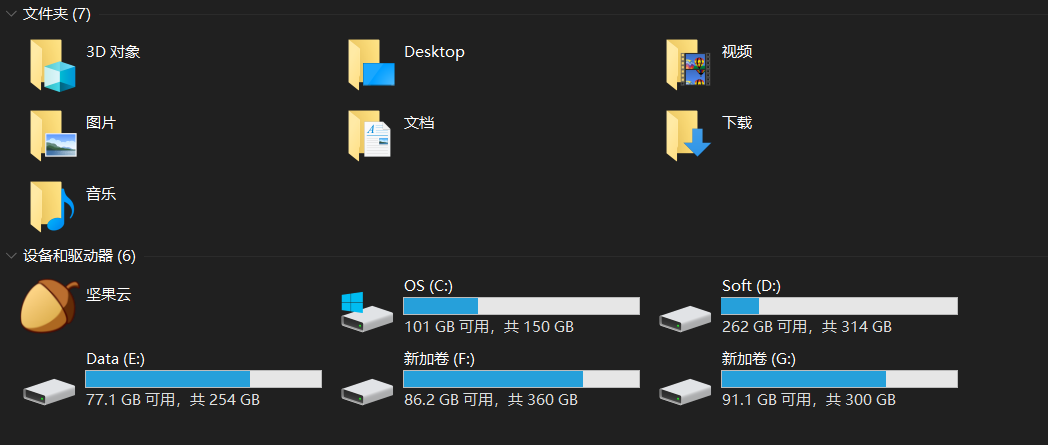 文件夹 (7)
3D 对象
Desktop
视频
图片
文档
下载
音乐
设备和驱动器 (6)
坚果云
OS (C:)
101 GB 可用，共 150 GB
Soft (D:)
262 GB 可用，共 314 GB
Data (E:)
77.1 GB 可用，共 254 GB
新加卷 (F:)
86.2 GB 可用，共 360 GB
新加卷 (G:)
91.1 GB 可用，共 300 GB